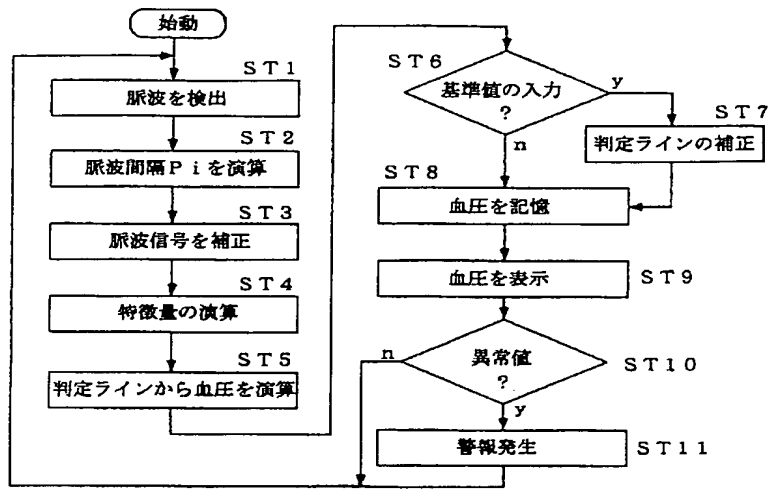 始動
ST1
脈波を検出
ST2
脈波間隔Piを演算
ST3
脈波信号を補正
ST4
特徴量の演算
ST5
判定ラインから血圧を演算
ST6
基準値の入力
?
y
n
ST7
判定ラインの補正
ST8
血圧を記憶
血圧を表示
ST9
n
異常値
?
ST10
y
警報発生
ST11